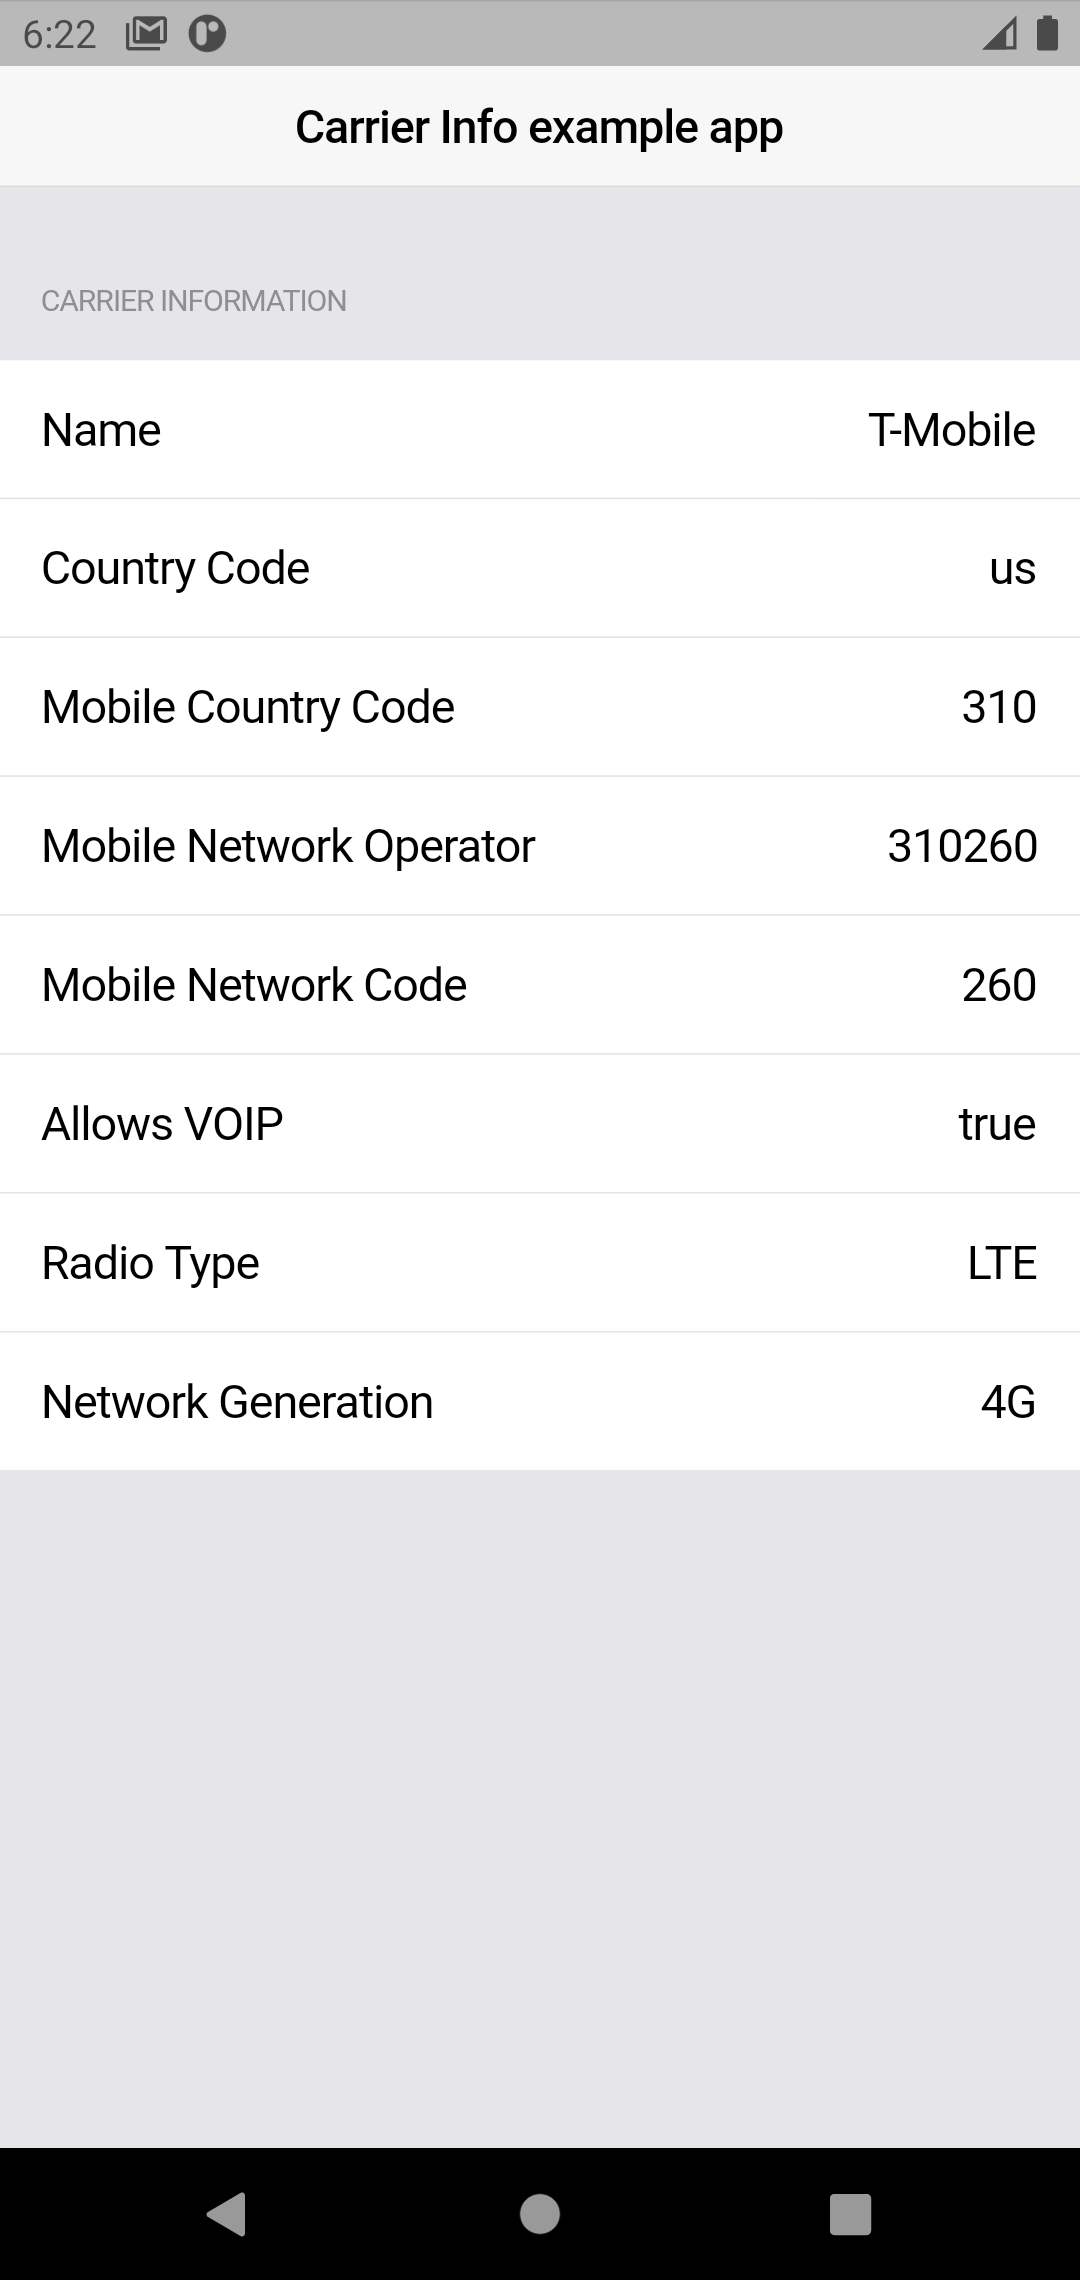 6:22
Carrier Info example app
CARRIER INFORMATION
Name T-Mobile
Country Code us
Mobile Country Code 310
Mobile Network Operator 310260
Mobile Network Code 260
Allows VOIP true
Radio Type LTE
Network Generation 4G